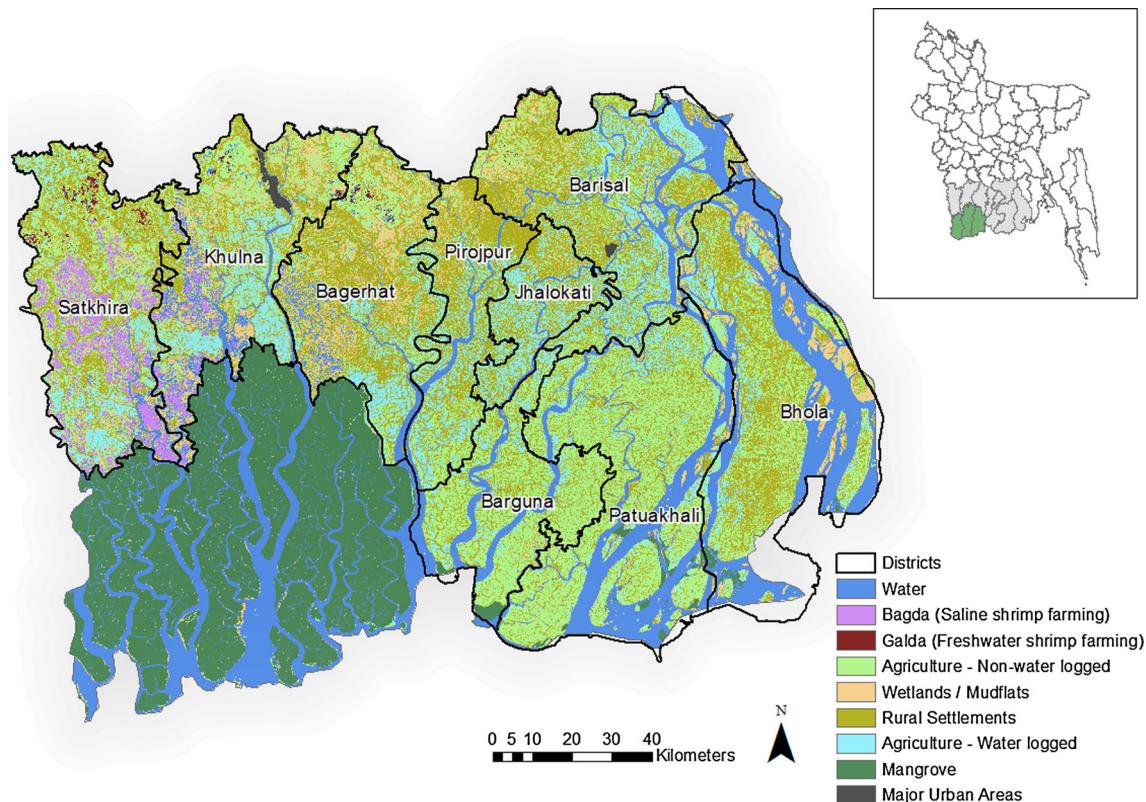 Barisal
Khulna
Pirojpur
Satkhira
Bagerhat
Jhalokati
Bhola
Barguna
Patuakhali
Districts
Water
Bagda (Saline shrimp farming)
Galda (Freshwater shrimp farming)
Agriculture - Non-water logged
Wetlands / Mudflats
Rural Settlements
Agriculture - Water logged
Mangrove
Major Urban Areas
N
0 5 10 20 30 40
Kilometers